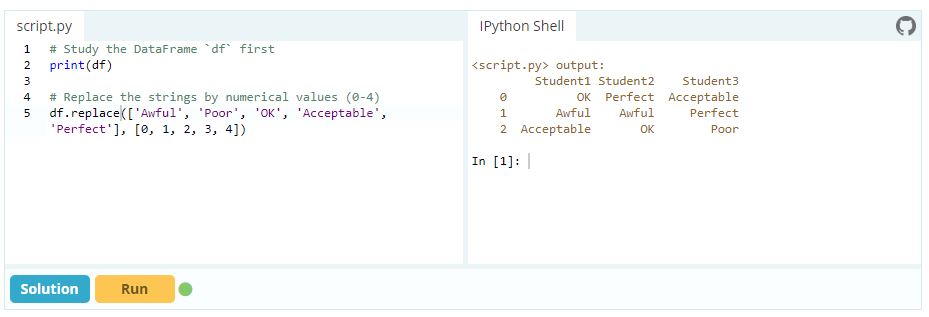 script.py
1 # Study the DataFrame `df` first
2 print(df)
3
4 # Replace the strings by numerical values (0-4)
5 df.replace(['Awful', 'Poor', 'OK', 'Acceptable',
'Perfect'], [0, 1, 2, 3, 4])
IPython Shell
<script.py> output:
Student1 Student2 Student3
0 OK Perfect Acceptable
1 Awful Awful Perfect
2 Acceptable OK Poor
In [1]:
Solution
Run